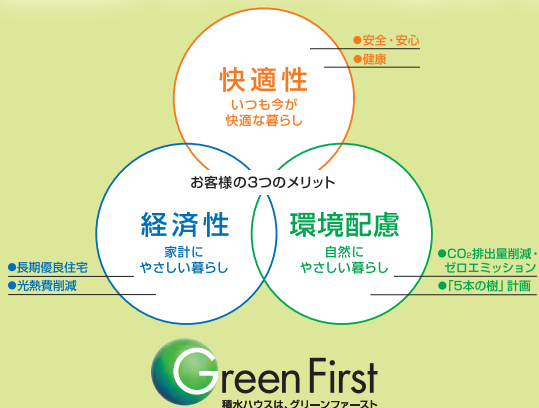 ●安全・安心
●健康
快適性
いつも今が
快適な暮らし
お客様の3つのメリット
経済性
家計に
やさしい暮らし
●長期優良住宅
●光熱費削減
環境配慮
自然に
やさしい暮らし
●CO₂排出量削減・
ゼロエミッション
●「5本の樹」計画
Green First
積水ハウスは、グリーンファースト